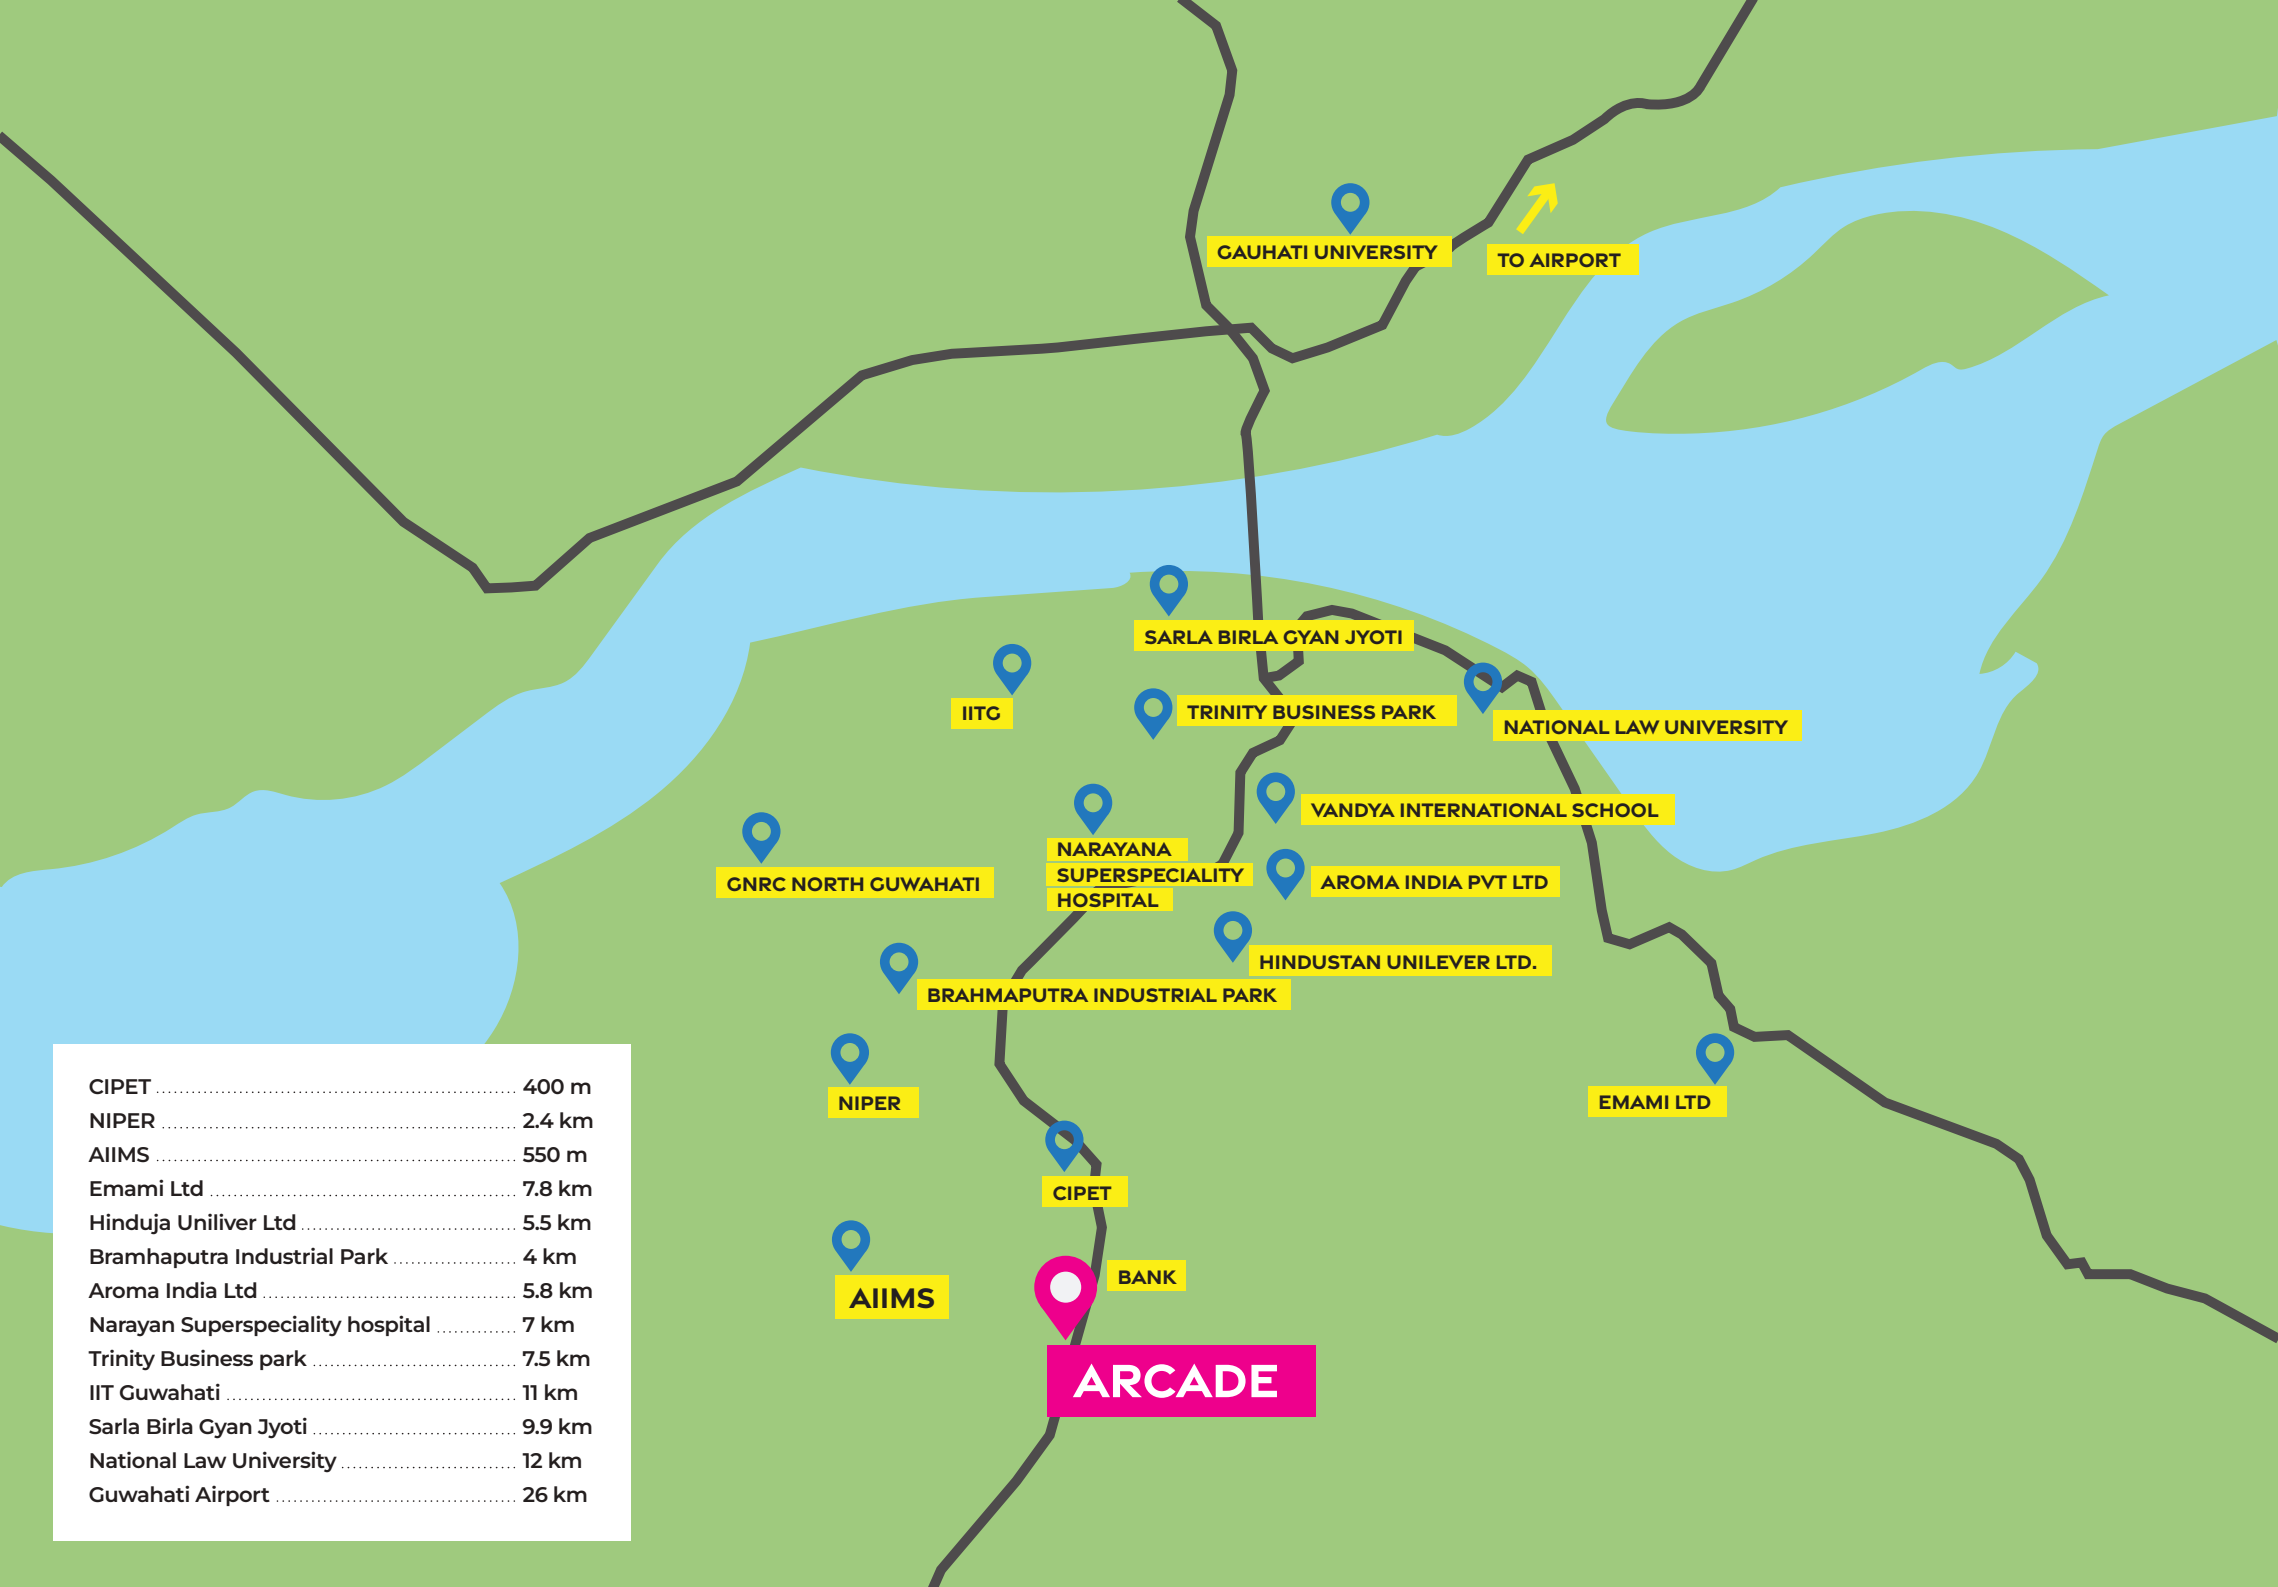 GAUHATI UNIVERSITY
TO AIRPORT
SARLA BIRLA GYAN JYOTI
IITG
TRINITY BUSINESS PARK
NATIONAL LAW UNIVERSITY
VANDYA INTERNATIONAL SCHOOL
NARAYANA
SUPERSPECIALITY
HOSPITAL
GNRC NORTH GUWAHATI
AROMA INDIA PVT LTD
HINDUSTAN UNILEVER LTD.
BRAHMAPUTRA INDUSTRIAL PARK
NIPER
EMAMI LTD
CIPET
BANK
AIIMS
ARCADE
CIPET 400 m
NIPER 2.4 km
AIIMS 550 m
Emami Ltd 7.8 km
Hinduja Uniliver Ltd 5.5 km
Bramhaputra Industrial Park 4 km
Aroma India Ltd 5.8 km
Narayan Superspeciality hospital 7 km
Trinity Business park 7.5 km
IIT Guwahati 11 km
Sarla Birla Gyan Jyoti 9.9 km
National Law University 12 km
Guwahati Airport 26 km